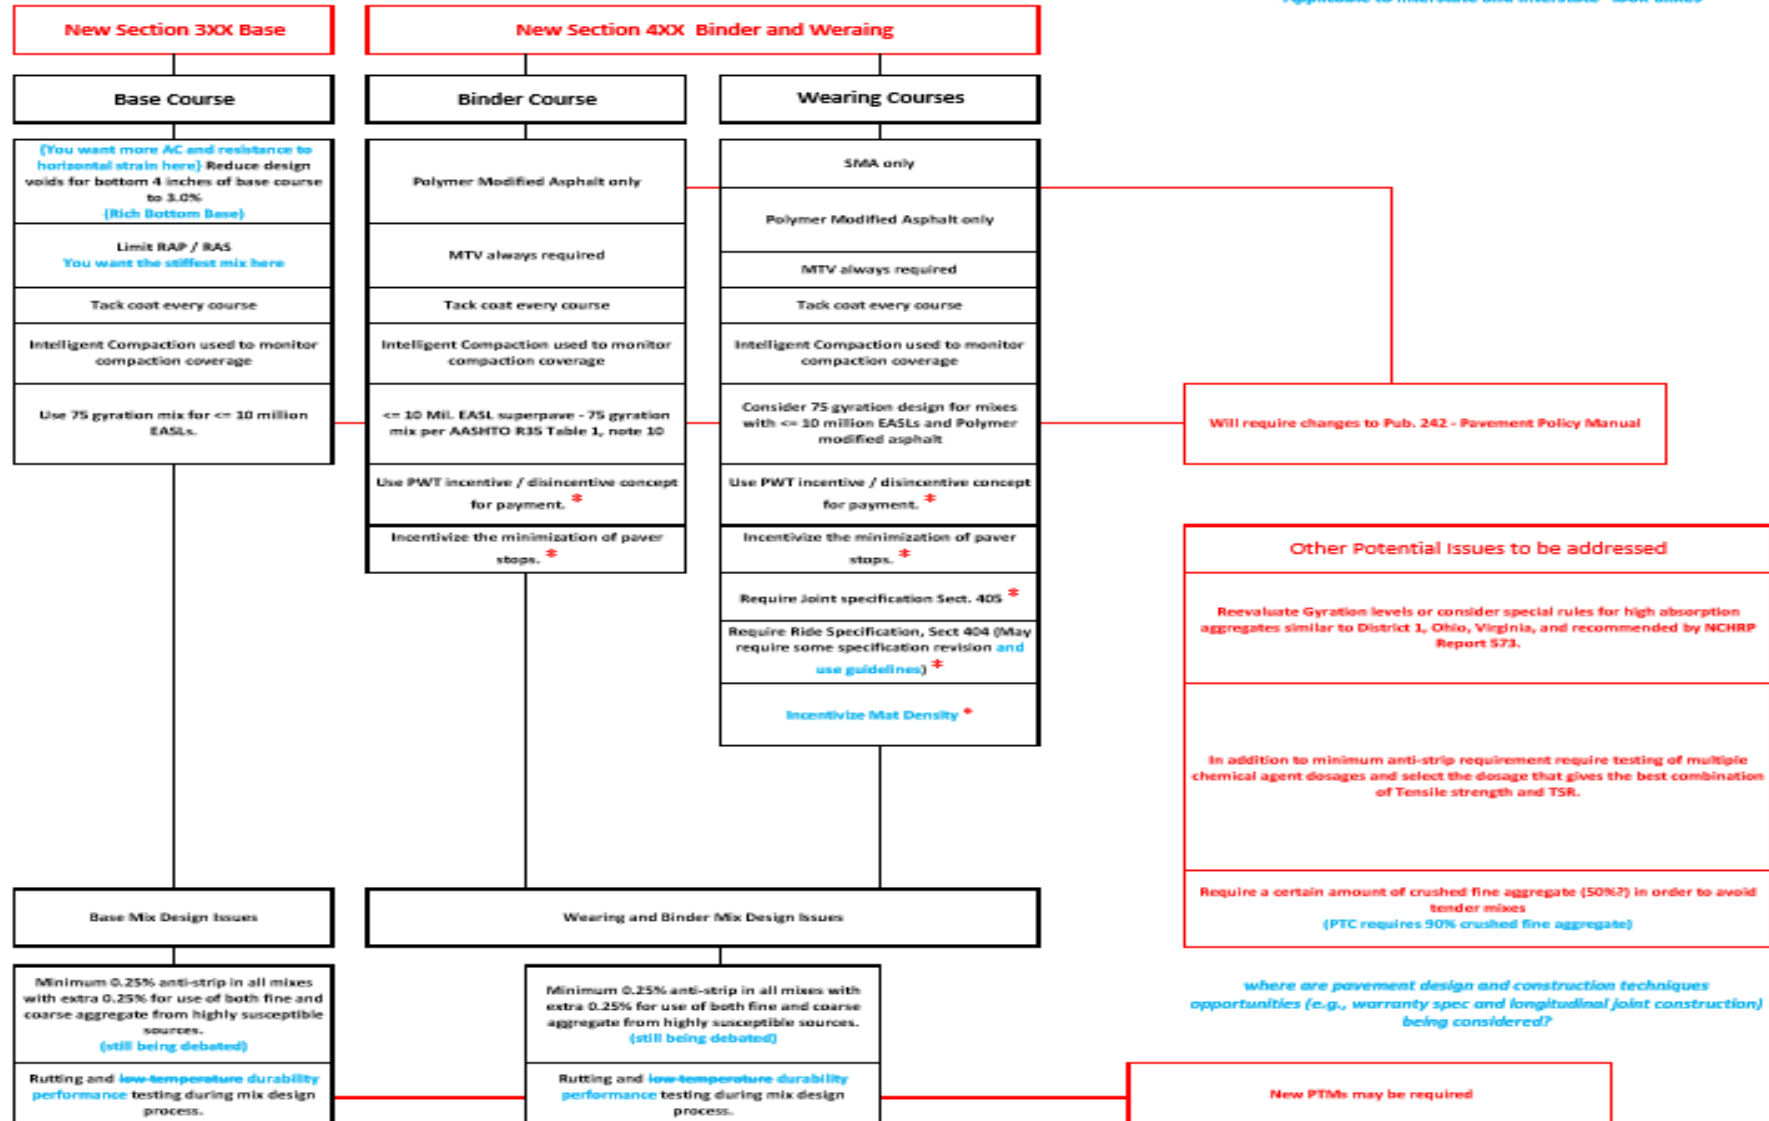 Applicable to Interstate and Interstate "look-alikes"
New Section 3XX Base
New Section 4XX  Binder and Weraing
Base Course
Binder Course
Wearing Courses
(You want more AC and resistance to
horizontal strain here) Reduce design
voids for bottom 4 inches of base course
to 3.0%
(Rich Bottom Base)
Limit RAP / RAS
You want the stiffest mix here
Tack coat every course
Intelligent Compaction used to monitor
compaction coverage
Use 75 gyration mix for <= 10 million
EASLs.
Polymer Modified Asphalt only
MTV always required
Tack coat every course
Intelligent Compaction used to monitor
compaction coverage
<= 10 Mil. EASL superpave - 75 gyration
mix per AASHTO R35 Table 1, note 10
Use PWT incentive / disincentive concept
for payment. *
Incentivize the minimization of paver
stops. *
SMA only
Polymer Modified Asphalt only
MTV always required
Tack coat every course
Intelligent Compaction used to monitor
compaction coverage
Consider 75 gyration design for mixes
with <= 10 million EASLs and Polymer
modified asphalt
Use PWT incentive / disincentive concept
for payment. *
Incentivize the minimization of paver
stops. *
Require Joint specification Sect. 405 *
Require Ride Specification, Sect 404 (May
require some specification revision and
use guidelines) *
Incentivize Mat Density *
Will require changes to Pub. 242 - Pavement Policy Manual
Other Potential Issues to be addressed
Reevaluate Gyration levels or consider special rules for high absorption
aggregates similar to District 1, Ohio, Virginia, and recommended by NCHRP
Report 573.
In addition to minimum anti-strip requirement require testing of multiple
chemical agent dosages and select the dosage that gives the best combination
of Tensile strength and TSR.
Require a certain amount of crushed fine aggregate (50%?) in order to avoid
tender mixes
(PTC requires 90% crushed fine aggregate)
where are pavement design and construction techniques
opportunities (e.g., warranty spec and longitudinal joint construction)
being considered?
Base Mix Design Issues
Wearing and Binder Mix Design Issues
Minimum 0.25% anti-strip in all mixes
with extra 0.25% for use of both fine and
coarse aggregate from highly susceptible
sources.
(still being debated)
Rutting and low-temperature durability
performance testing during mix design
process.
Minimum 0.25% anti-strip in all mixes
with extra 0.25% for use of both fine and coarse
aggregate from highly susceptible sources.
(still being debated)
Rutting and low-temperature durability
performance testing during mix design
process.
New PTMs may be required